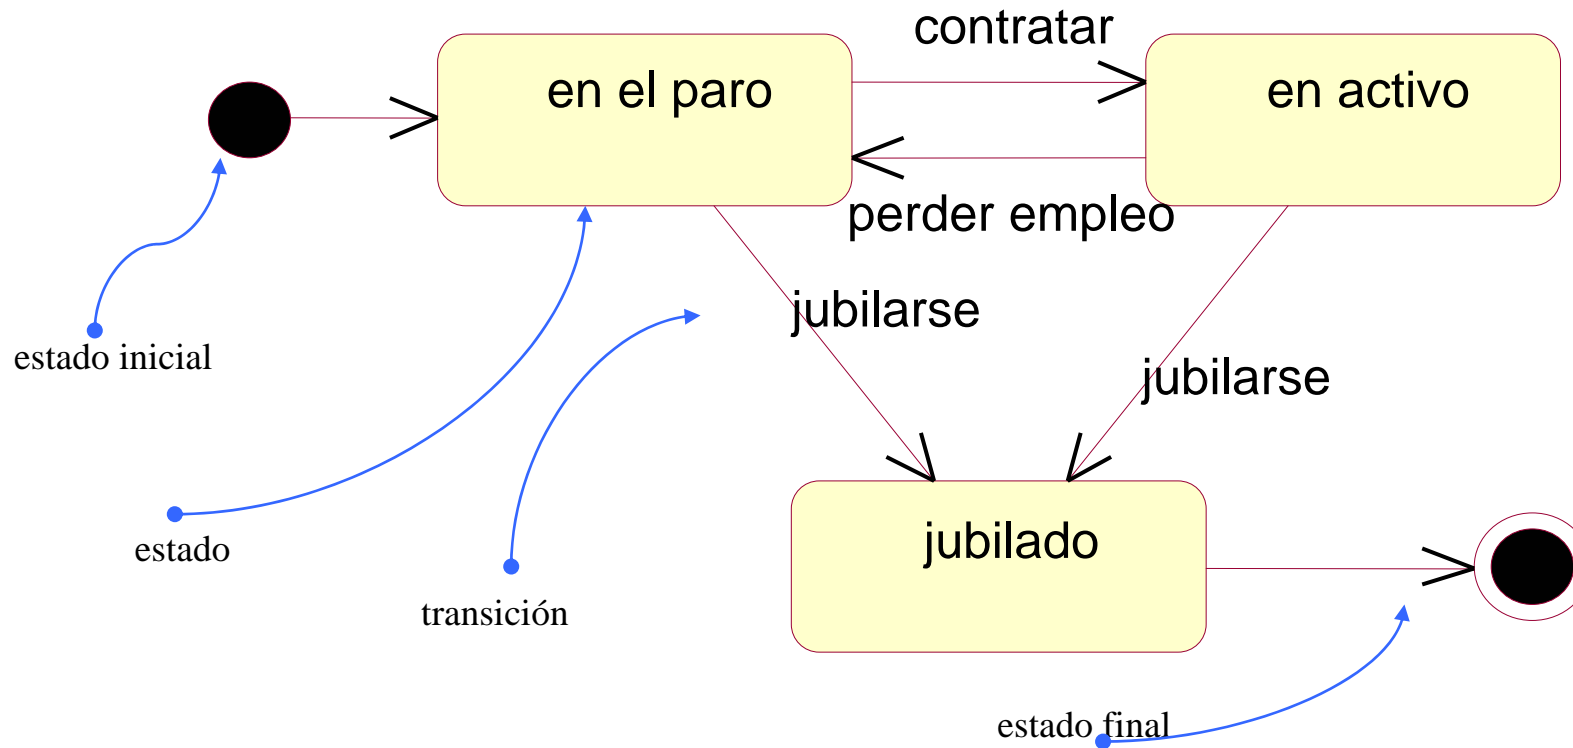 contratar
en el paro
en activo
perder empleo
jubilarse
estado inicial
jubilarse
jubilado
estado
transición
estado final